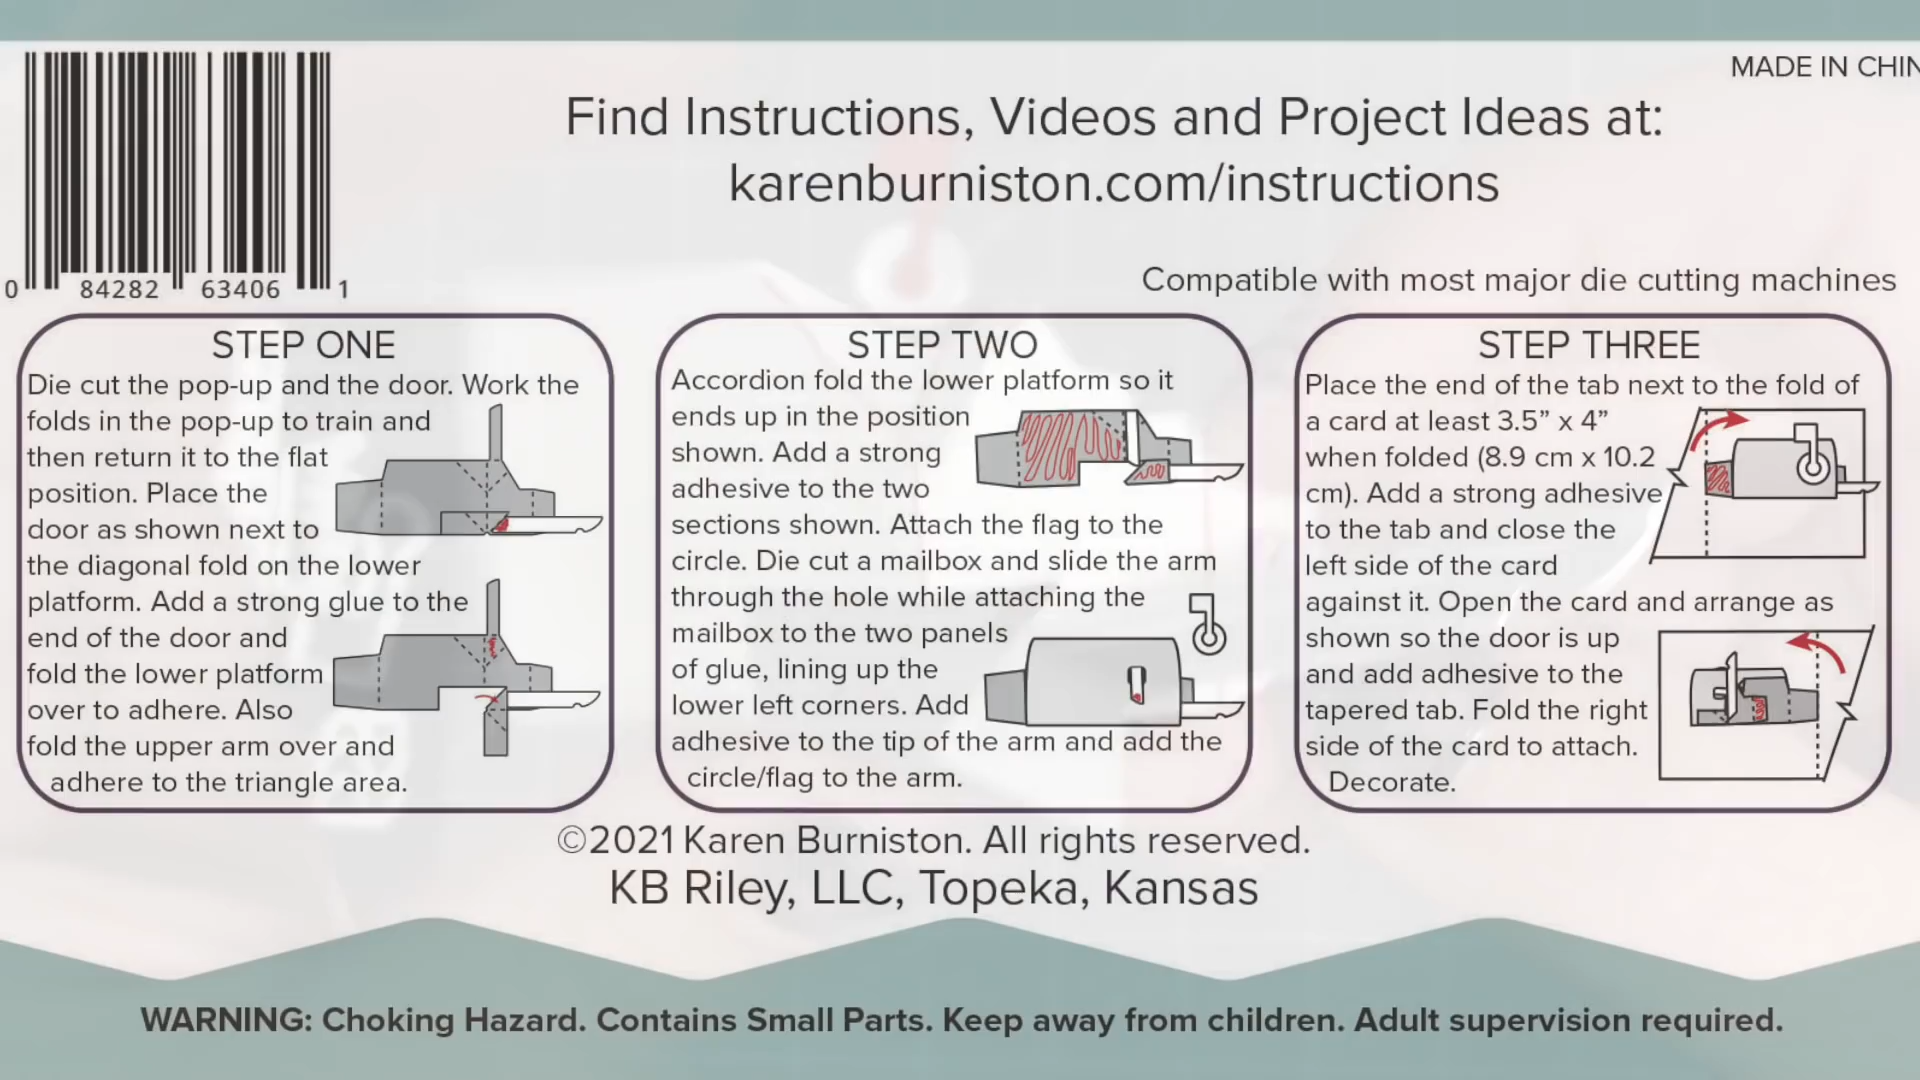 MADE IN CHIN
Find Instructions, Videos and Project Ideas at:
karenburniston.com/instructions
0 84282 63406 1
Compatible with most major die cutting machines
STEP ONE
Die cut the pop-up and the door. Work the
folds in the pop-up to train and
then return it to the flat
position. Place the
door as shown next to
the diagonal fold on the lower
platform. Add a strong glue to the
end of the door and
fold the lower platform
over to adhere. Also
fold the upper arm over and
adhere to the triangle area.
STEP TWO
Accordion fold the lower platform so it
ends up in the position
shown. Add a strong
adhesive to the two
sections shown. Attach the flag to the
circle. Die cut a mailbox and slide the arm
through the hole while attaching the
mailbox to the two panels
of glue, lining up the
lower left corners. Add
adhesive to the tip of the arm and add the
circle/flag to the arm.
STEP THREE
Place the end of the tab next to the fold of
a card at least 3.5” x 4”
when folded (8.9 cm x 10.2
cm). Add a strong adhesive
to the tab and close the
left side of the card
against it. Open the card and arrange as
shown so the door is up
and add adhesive to the
tapered tab. Fold the right
side of the card to attach.
Decorate.
©2021 Karen Burniston. All rights reserved.
KB Riley, LLC, Topeka, Kansas
WARNING: Choking Hazard. Contains Small Parts. Keep away from children. Adult supervision required.